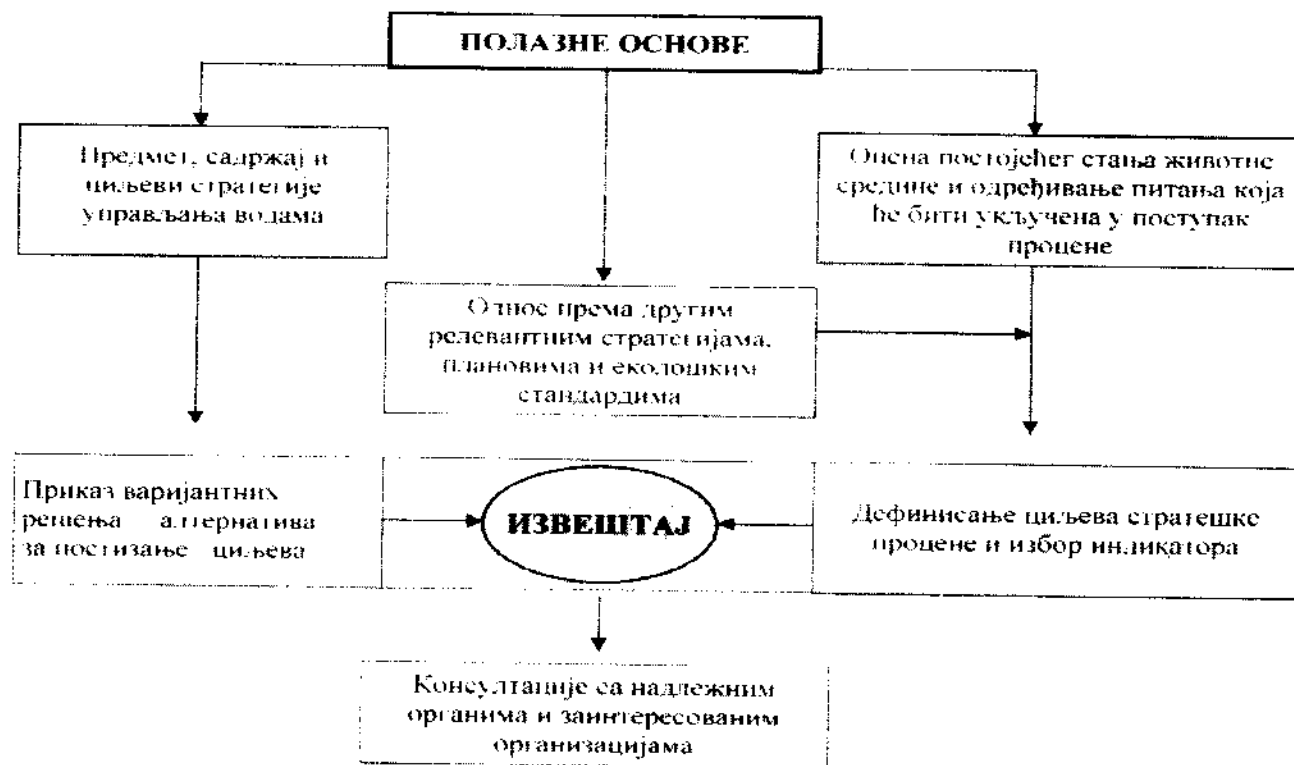 ПОЛАЗНЕ ОСНОВЕ
Предмет, садржај и
циљеви стратегије
управљања водама
Описа постојећег стања животне
средине и одређивање питања која
ће бити укључена у поступак
процене
Однос према другим
релевантним стратегијама,
плановима и еколошким
стандардима
Приказ варијантних
решења алтернатива
за постизање циљева
ИЗВЕШТАЈ
Дефинисање циљева стратешке
процене и избор индикатора
Консултације са надлежним
органима и заинтересованим
организацијама